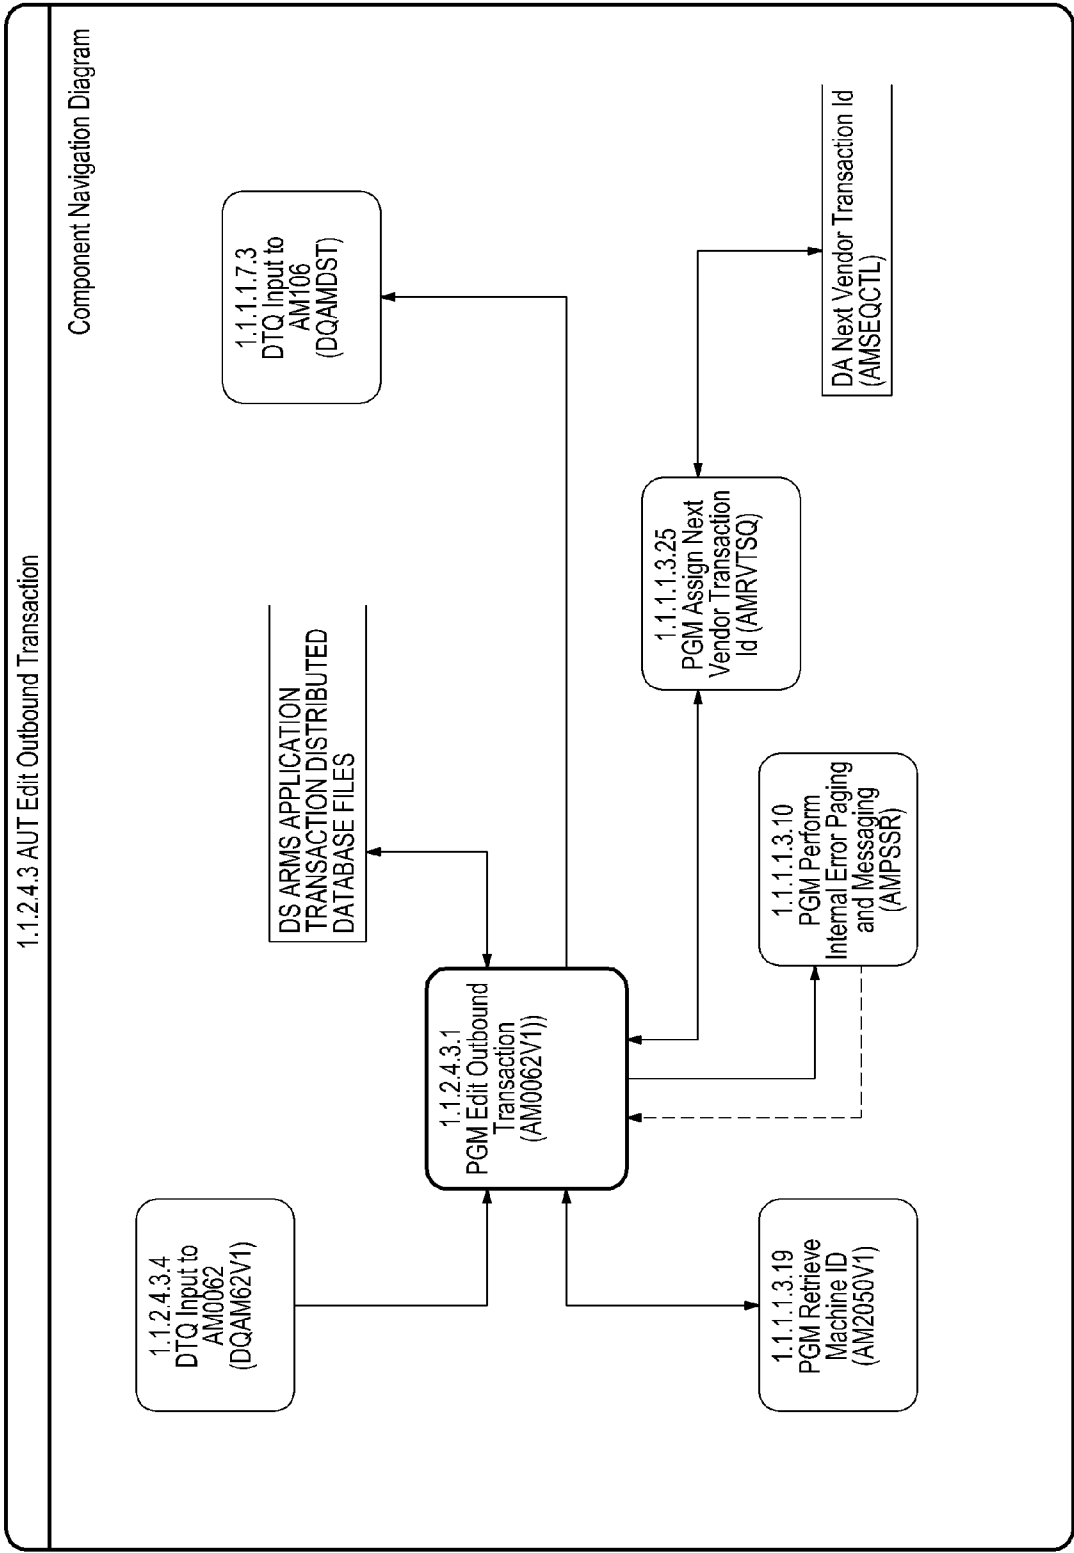 1.1.2.4.3 AUT Edit Outbound Transaction
Component Navigation Diagram
1.1.2.4.3.4
DTQ Input to
AM0062
(DQAM62V1)
DS ARMS APPLICATION
TRANSACTION DISTRIBUTED
DATABASE FILES
1.1.1.1.7.3
DTQ Input to
AM106
(DQAMDST)
1.1.2.4.3.1
PGM Edit Outbound
Transaction
(AM0062V1))
1.1.1.1.3.25
PGM Assign Next
Vendor Transaction
Id (AMRVTSQ)
1.1.1.1.3.19
PGM Retrieve
Machine ID
(AM2050V1)
1.1.1.1.3.10
PGM Perform
Internal Error Paging
and Messaging
(AMPSSR)
DA Next Vendor Transaction Id
(AMSEQCTL)